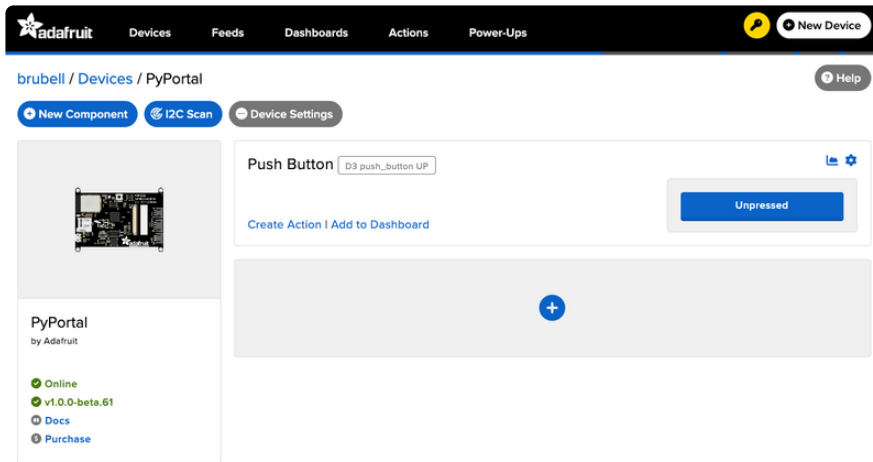 adafruit Devices Feeds Dashboards Actions Power-Ups New Device
brubell / Devices / PyPortal Help
New Component I2C Scan Device Settings
Push Button D3 push_button UP
Unpressed
Create Action | Add to Dashboard
adafruit
PyPortal
by Adafruit
Online
v1.0.0-beta.61
Docs
Purchase